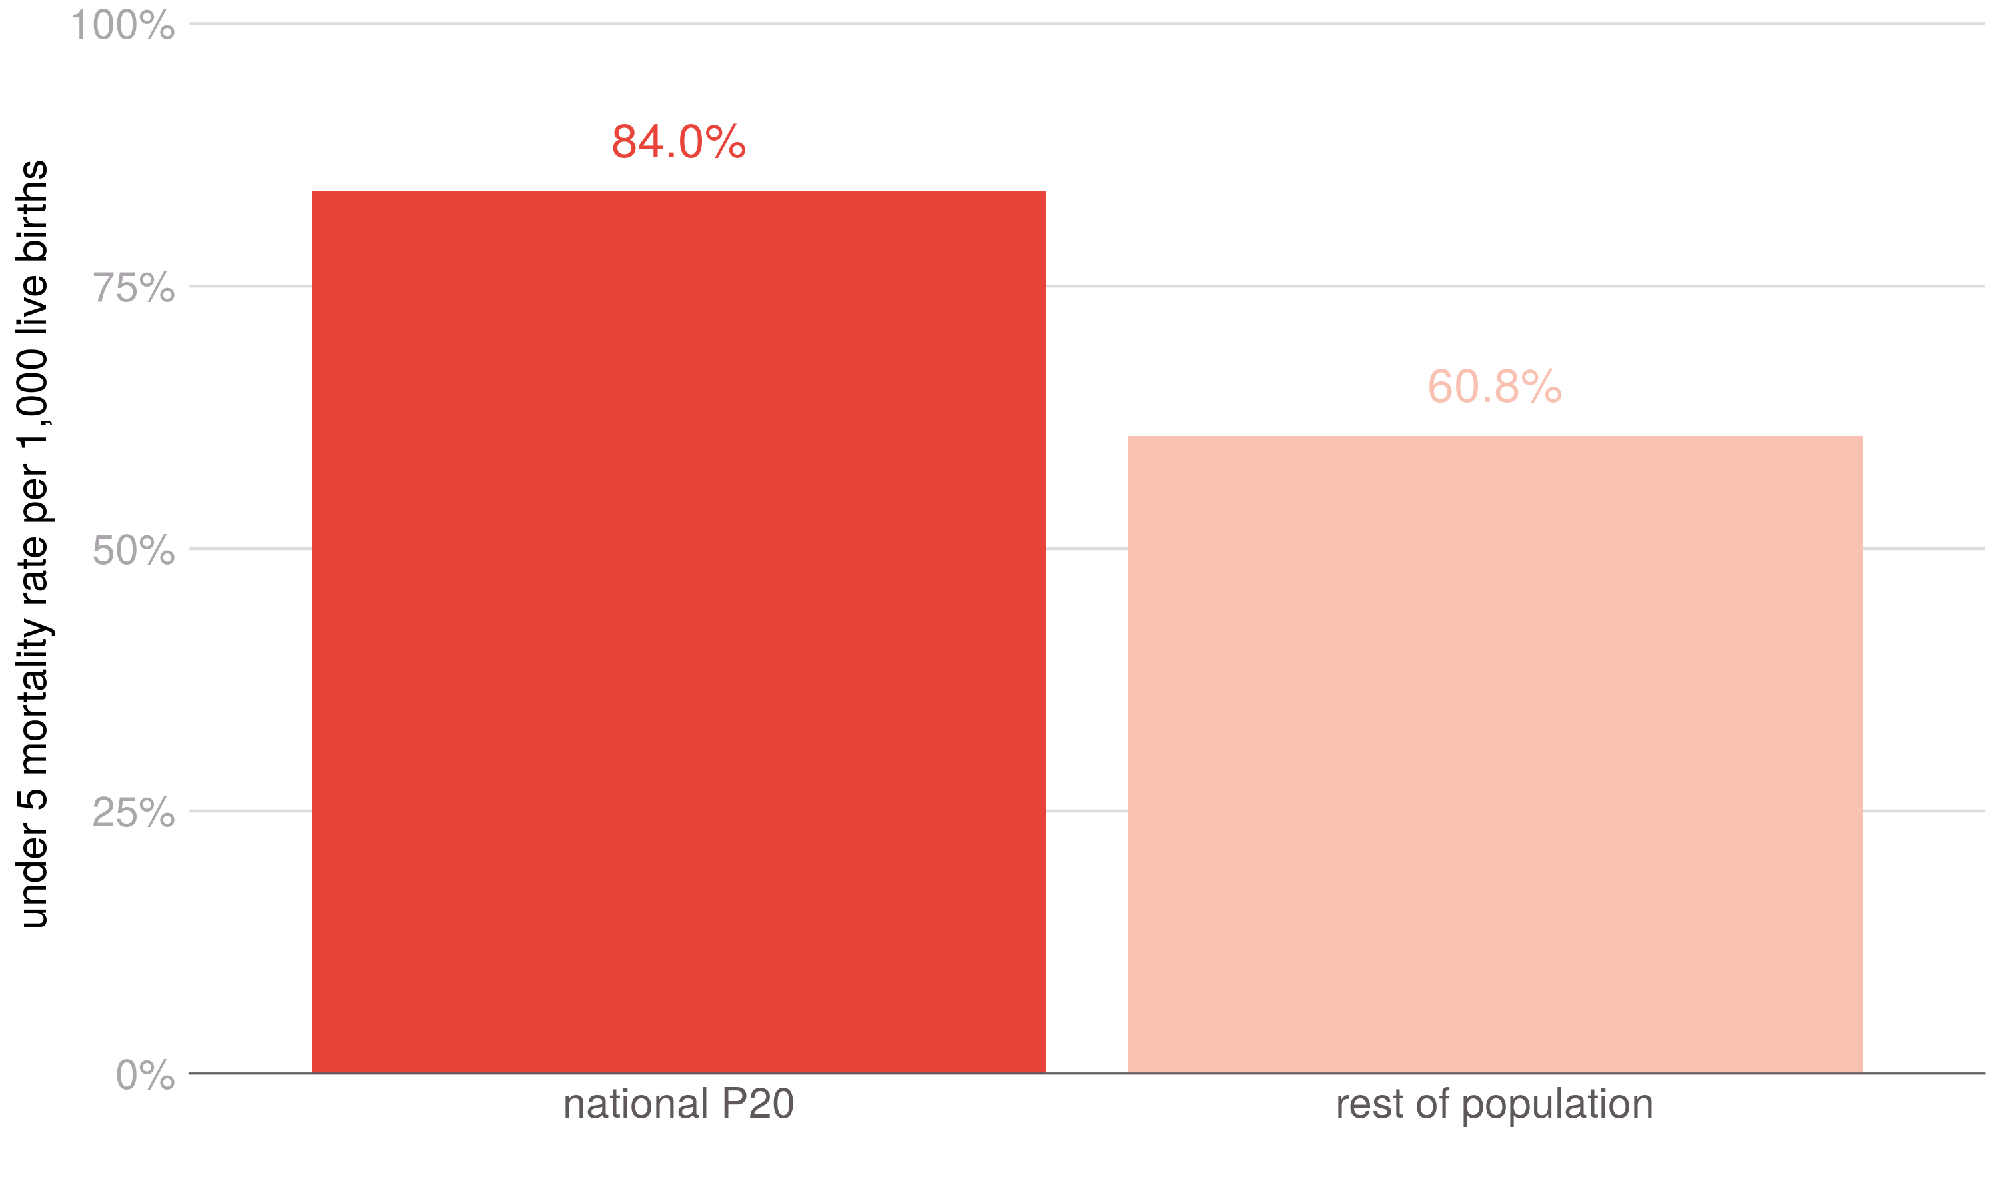 under 5 mortality rate per 1,000 live births
100%
75%
50%
25%
0%
84.0%
60.8%
national P20
rest of population